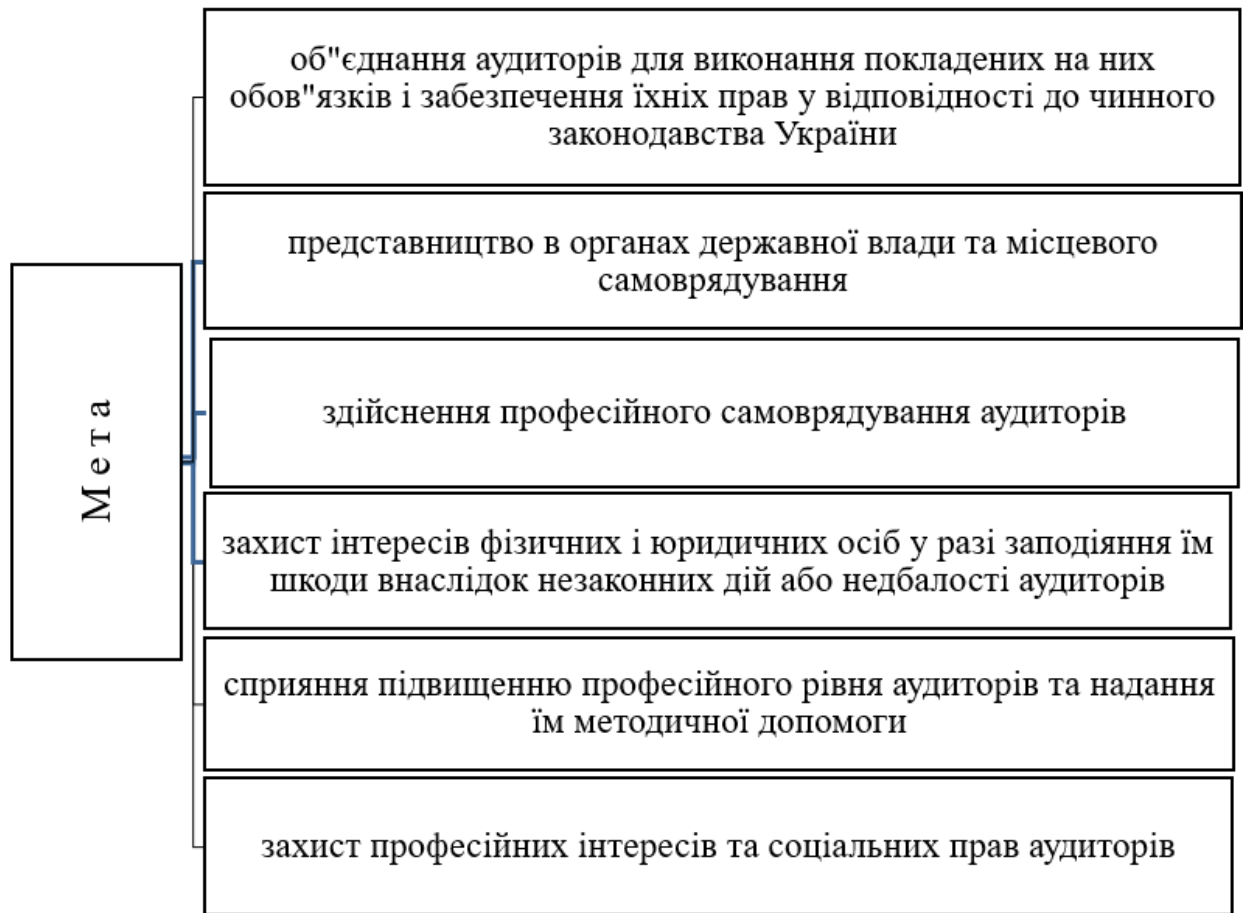 об"єднання аудиторів для виконання покладених на них
обов"язків і забезпечення їхніх прав у відповідності до чинного
законодавства України
представництво в органах державної влади та місцевого
самоврядування
Мета
здійснення професійного самоврядування аудиторів
захист інтересів фізичних і юридичних осіб у разі заподіяння їм
шкоди внаслідок незаконних дій або недбалості аудиторів
сприяння підвищенню професійного рівня аудиторів та надання
їм методичної допомоги
захист професійних інтересів та соціальних прав аудиторів